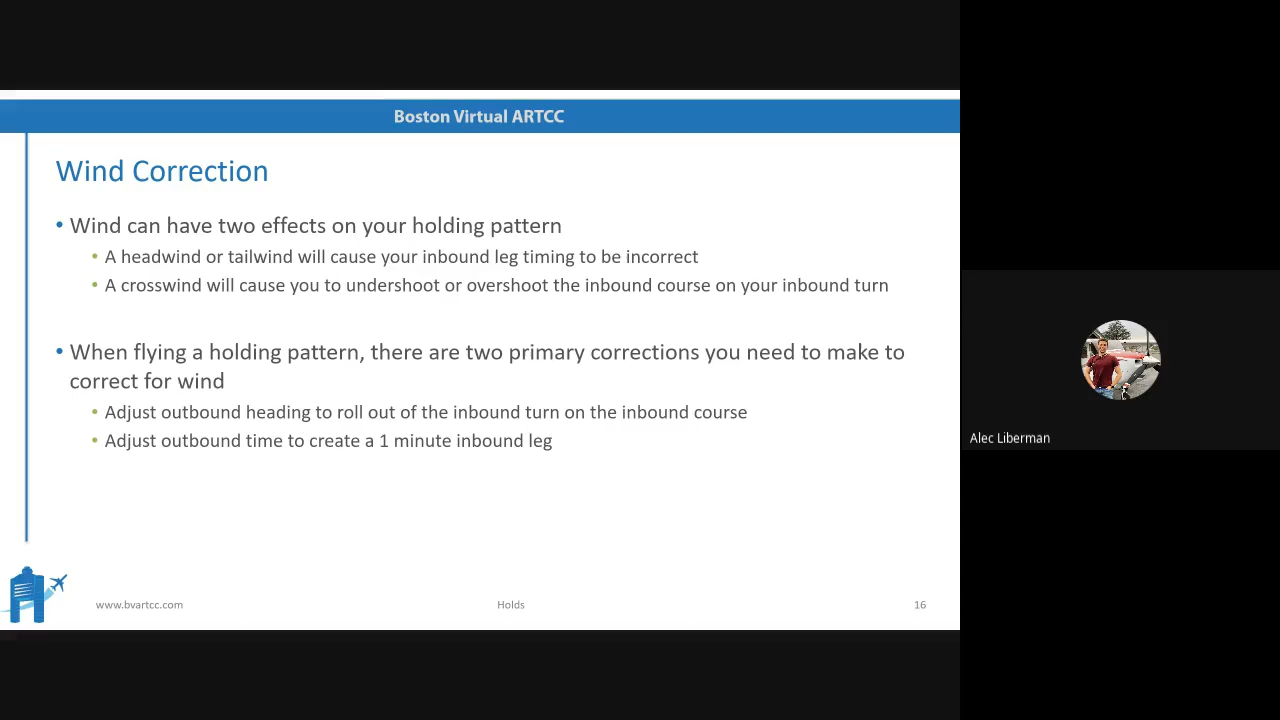 Boston Virtual ARTCC
Wind Correction
• Wind can have two effects on your holding pattern
• A headwind or tailwind will cause your inbound leg timing to be incorrect
• A crosswind will cause you to undershoot or overshoot the inbound course on your inbound turn
• When flying a holding pattern, there are two primary corrections you need to make to
correct for wind
• Adjust outbound heading to roll out of the inbound turn on the inbound course
• Adjust outbound time to create a 1 minute inbound leg
www.bvartcc.com
Holds
16
Alec Liberman